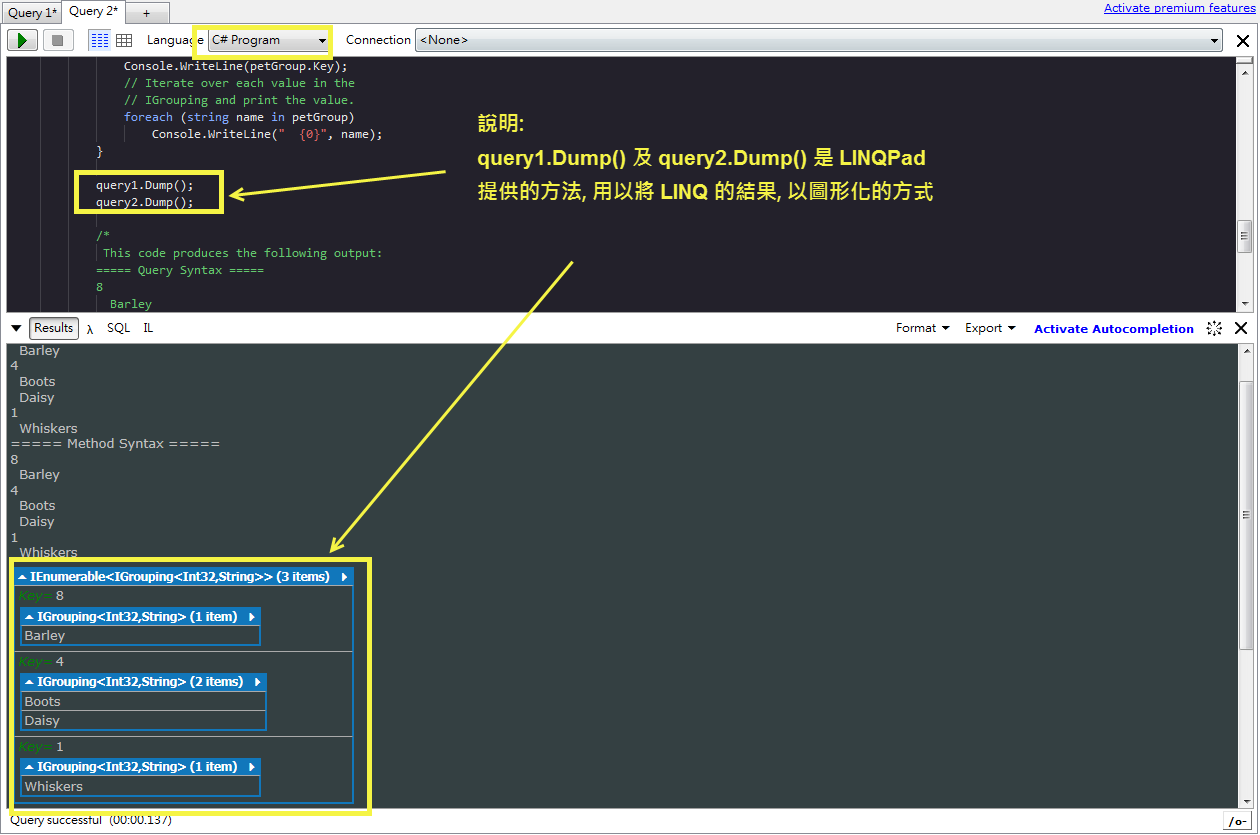 Query 1* Query 2* + Activate premium features
Language C# Program Connection <None>
Console.WriteLine(petGroup.Key);
// Iterate over each value in the
// IGrouping and print the value.
foreach (string name in petGroup)
Console.WriteLine("  {0}", name);
}
query1.Dump();
query2.Dump();
/*
This code produces the following output:
===== Query Syntax =====
8
Barley
說明:
query1.Dump() 及 query2.Dump() 是 LINQPad
提供的方法, 用以將 LINQ 的結果, 以圖形化的方式
Results λ SQL IL Format Export Activate Autocompletion
Barley
4
Boots
Daisy
1
Whiskers
===== Method Syntax =====
8
Barley
4
Boots
Daisy
1
Whiskers
IEnumerable<IGrouping<Int32,String>> (3 items)
Key= 8
IGrouping<Int32,String> (1 item)
Barley
Key= 4
IGrouping<Int32,String> (2 items)
Boots
Daisy
Key= 1
IGrouping<Int32,String> (1 item)
Whiskers
Query successful (00:00.137) /o-